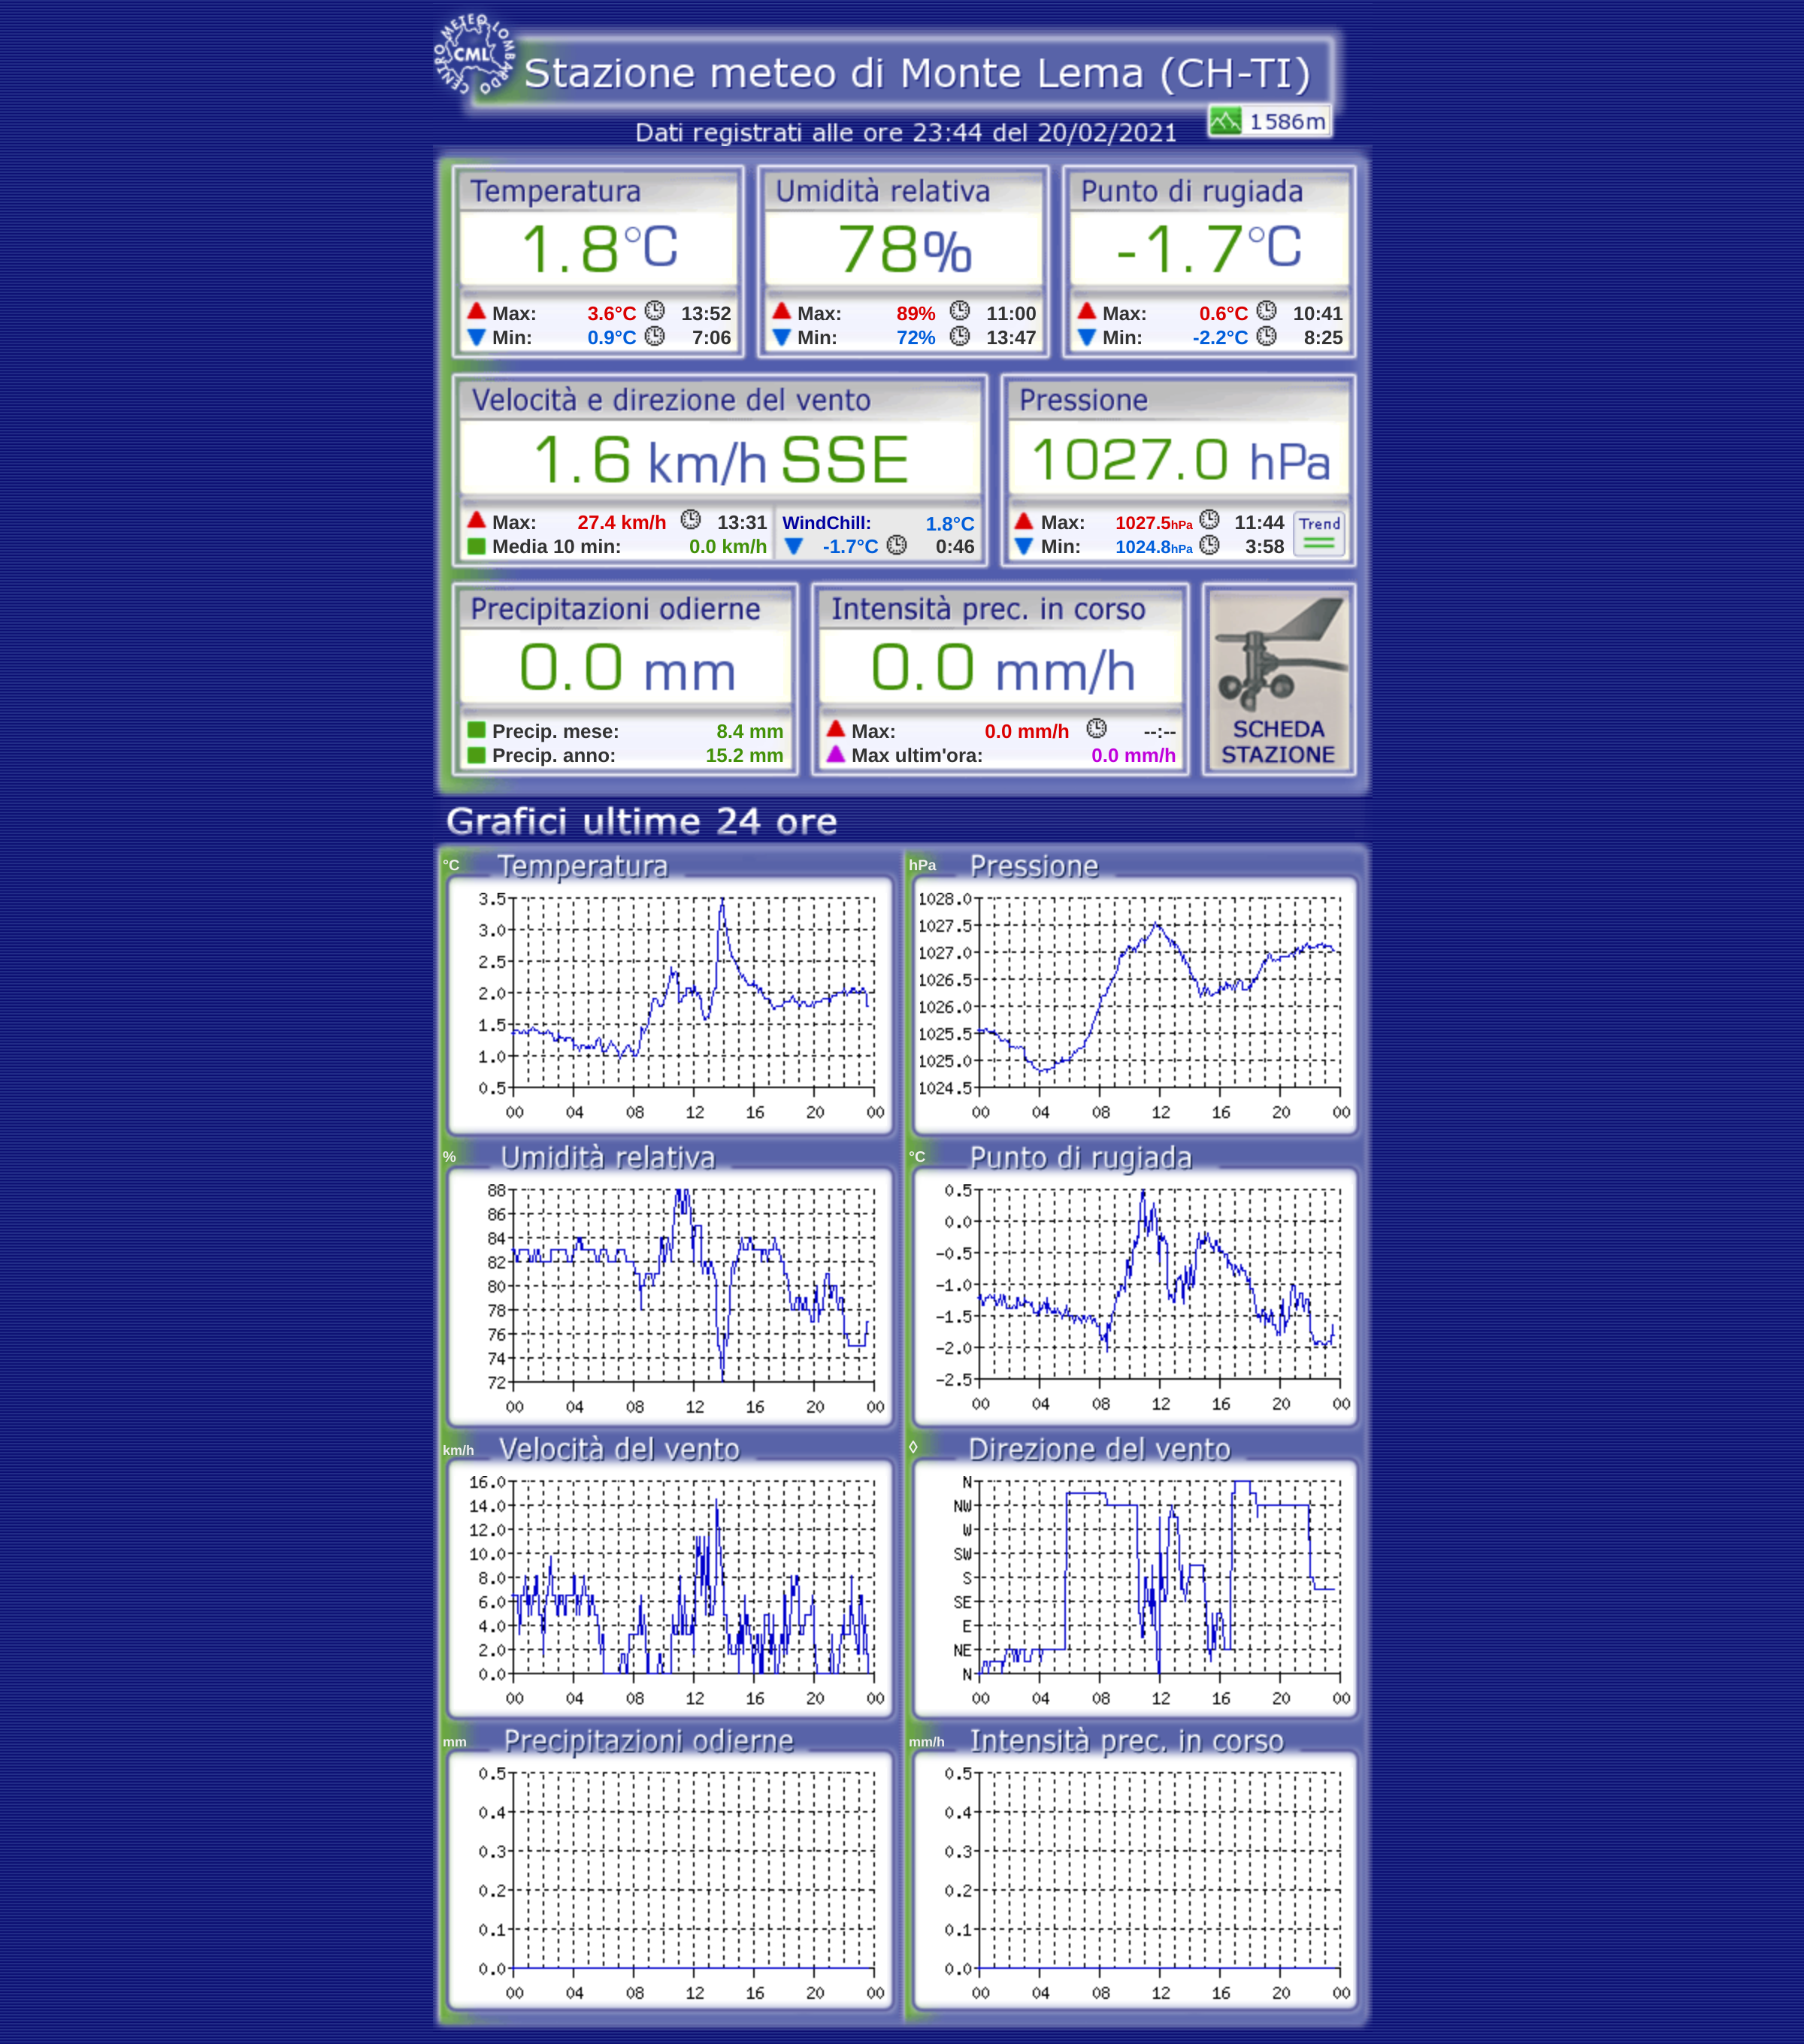 CENTRO METEO LOMBARDO
CML
Stazione meteo di Monte Lema (CH-TI)
1586m
Dati registrati alle ore 23:44 del 20/02/2021
Temperatura Umidità relativa Punto di rugiada
1.8°C 78% -1.7°C
Max: 3.6°C 13:52 Max: 89% 11:00 Max: 0.6°C 10:41
Min: 0.9°C 7:06 Min: 72% 13:47 Min: -2.2°C 8:25
Velocità e direzione del vento Pressione
1.6 km/h SSE 1027.0 hPa
Max: 27.4 km/h 13:31 WindChill: 1.8°C Max: 1027.5hPa 11:44 Trend
Media 10 min: 0.0 km/h -1.7°C 0:46 Min: 1024.8hPa 3:58
Precipitazioni odierne Intensità prec. in corso
0.0 mm 0.0 mm/h
Precip. mese: 8.4 mm Max: 0.0 mm/h --:-- SCHEDA
Precip. anno: 15.2 mm Max ultim'ora: 0.0 mm/h STAZIONE
Grafici ultime 24 ore
°C Temperatura hPa Pressione
3.5 1028.0
3.0 1027.5
2.5 1027.0
2.0 1026.5
1.5 1026.0
1.0 1025.5
0.5 1025.0
1024.5
00 04 08 12 16 20 00 00 04 08 12 16 20 00
% Umidità relativa °C Punto di rugiada
88 0.5
86 0.0
84 -0.5
82 -1.0
80 -1.5
78 -2.0
76 -2.5
74
72
00 04 08 12 16 20 00 00 04 08 12 16 20 00
km/h Velocità del vento ◊ Direzione del vento
16.0 N
14.0 NW
12.0 W
10.0 SW
8.0 S
6.0 SE
4.0 E
2.0 NE
0.0 N
00 04 08 12 16 20 00 00 04 08 12 16 20 00
mm Precipitazioni odierne mm/h Intensità prec. in corso
0.5 0.5
0.4 0.4
0.3 0.3
0.2 0.2
0.1 0.1
0.0 0.0
00 04 08 12 16 20 00 00 04 08 12 16 20 00